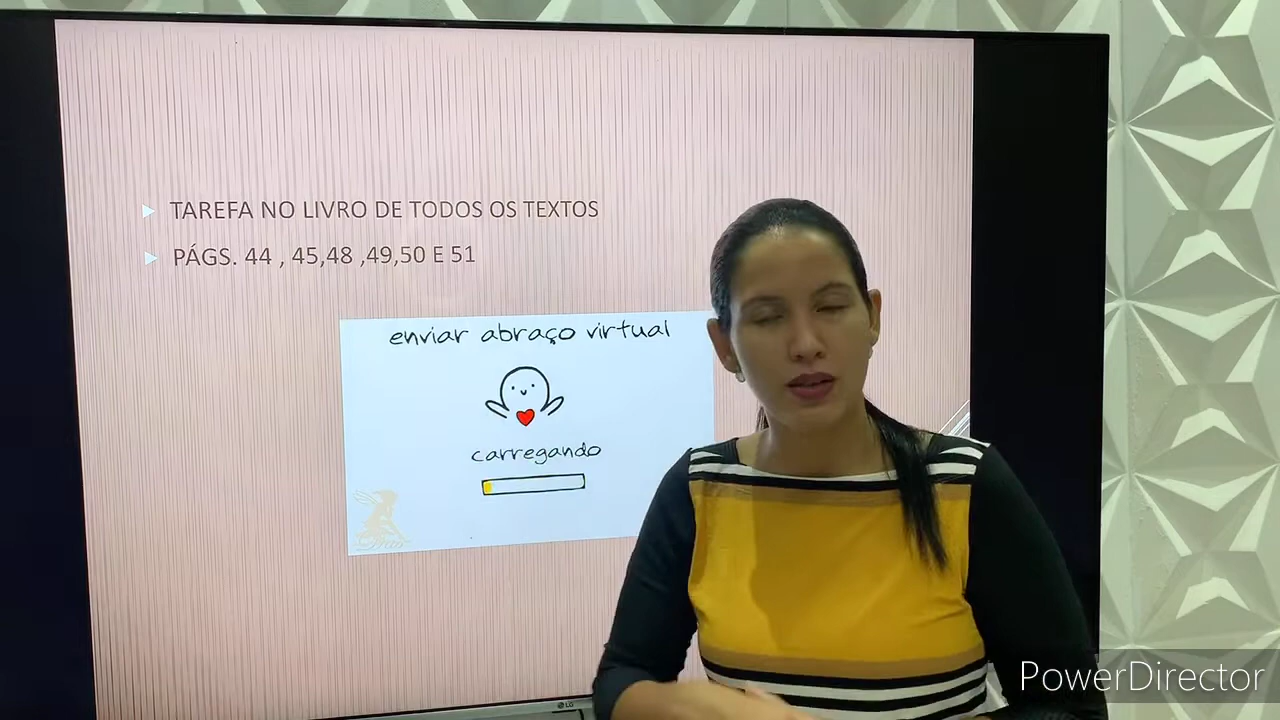 TAREFA NO LIVRO DE TODOS OS TEXTOS
PÁGS. 44 , 45,48 ,49,50 E 51
enviar abraço virtual
carregando
LG
PowerDirector